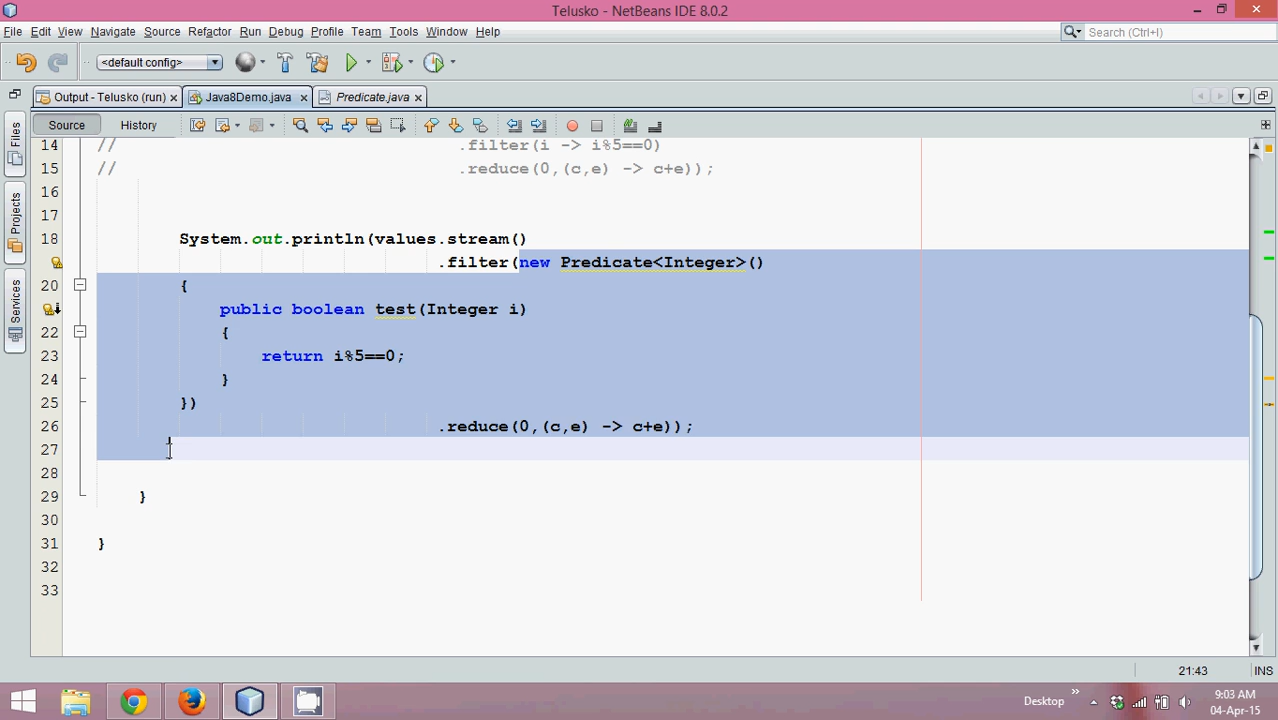 Telusko - NetBeans IDE 8.0.2
File Edit View Navigate Source Refactor Run Debug Profile Team Tools Window Help
Search (Ctrl+I)
<default config>
Output - Telusko (run) Java8Demo.java Predicate.java
Source History
Files
Projects
Services
14 // .filter(i -> i%5==0)
15 // .reduce(0,(c,e) -> c+e));
16
17
18 System.out.println(values.stream()
.filter(new Predicate<Integer>()
20 {
public boolean test(Integer i)
22 {
23 return i%5==0;
24 }
25 })
26 .reduce(0,(c,e) -> c+e));
27
28
29 }
30
31 }
32
33
21:43 INS
Desktop
9:03 AM
04-Apr-15